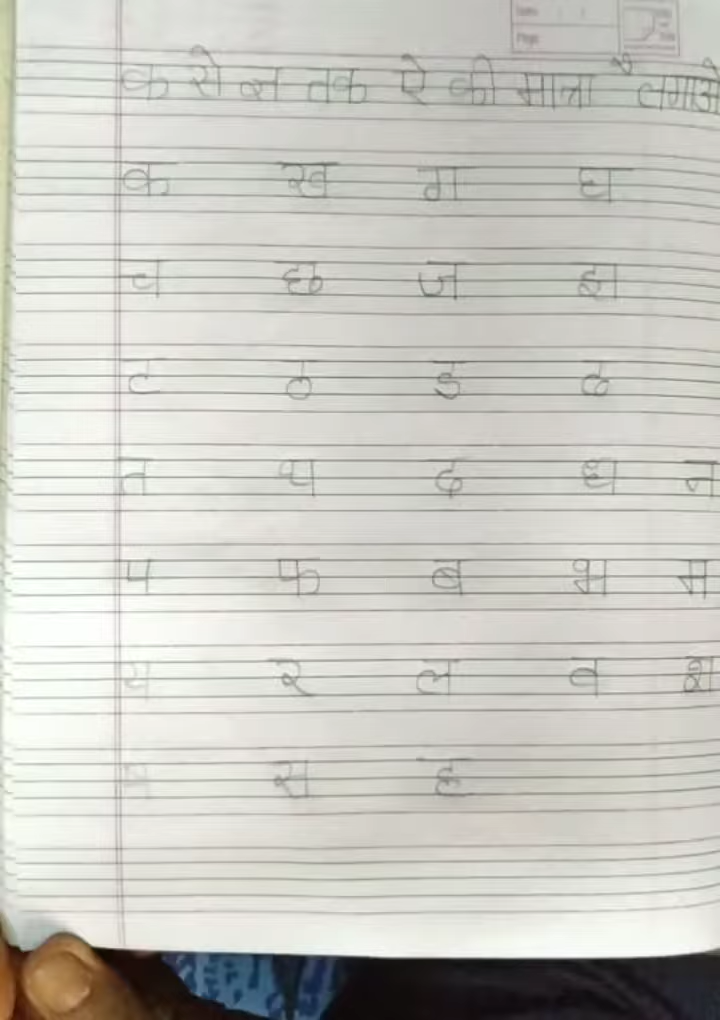 क से ज्ञ तक ऐ की मात्रा ै लगाओ
क ख ग घ
च छ ज झ
ट ठ ड ढ
त थ द ध न
प फ ब भ म
य र ल व श
स ह